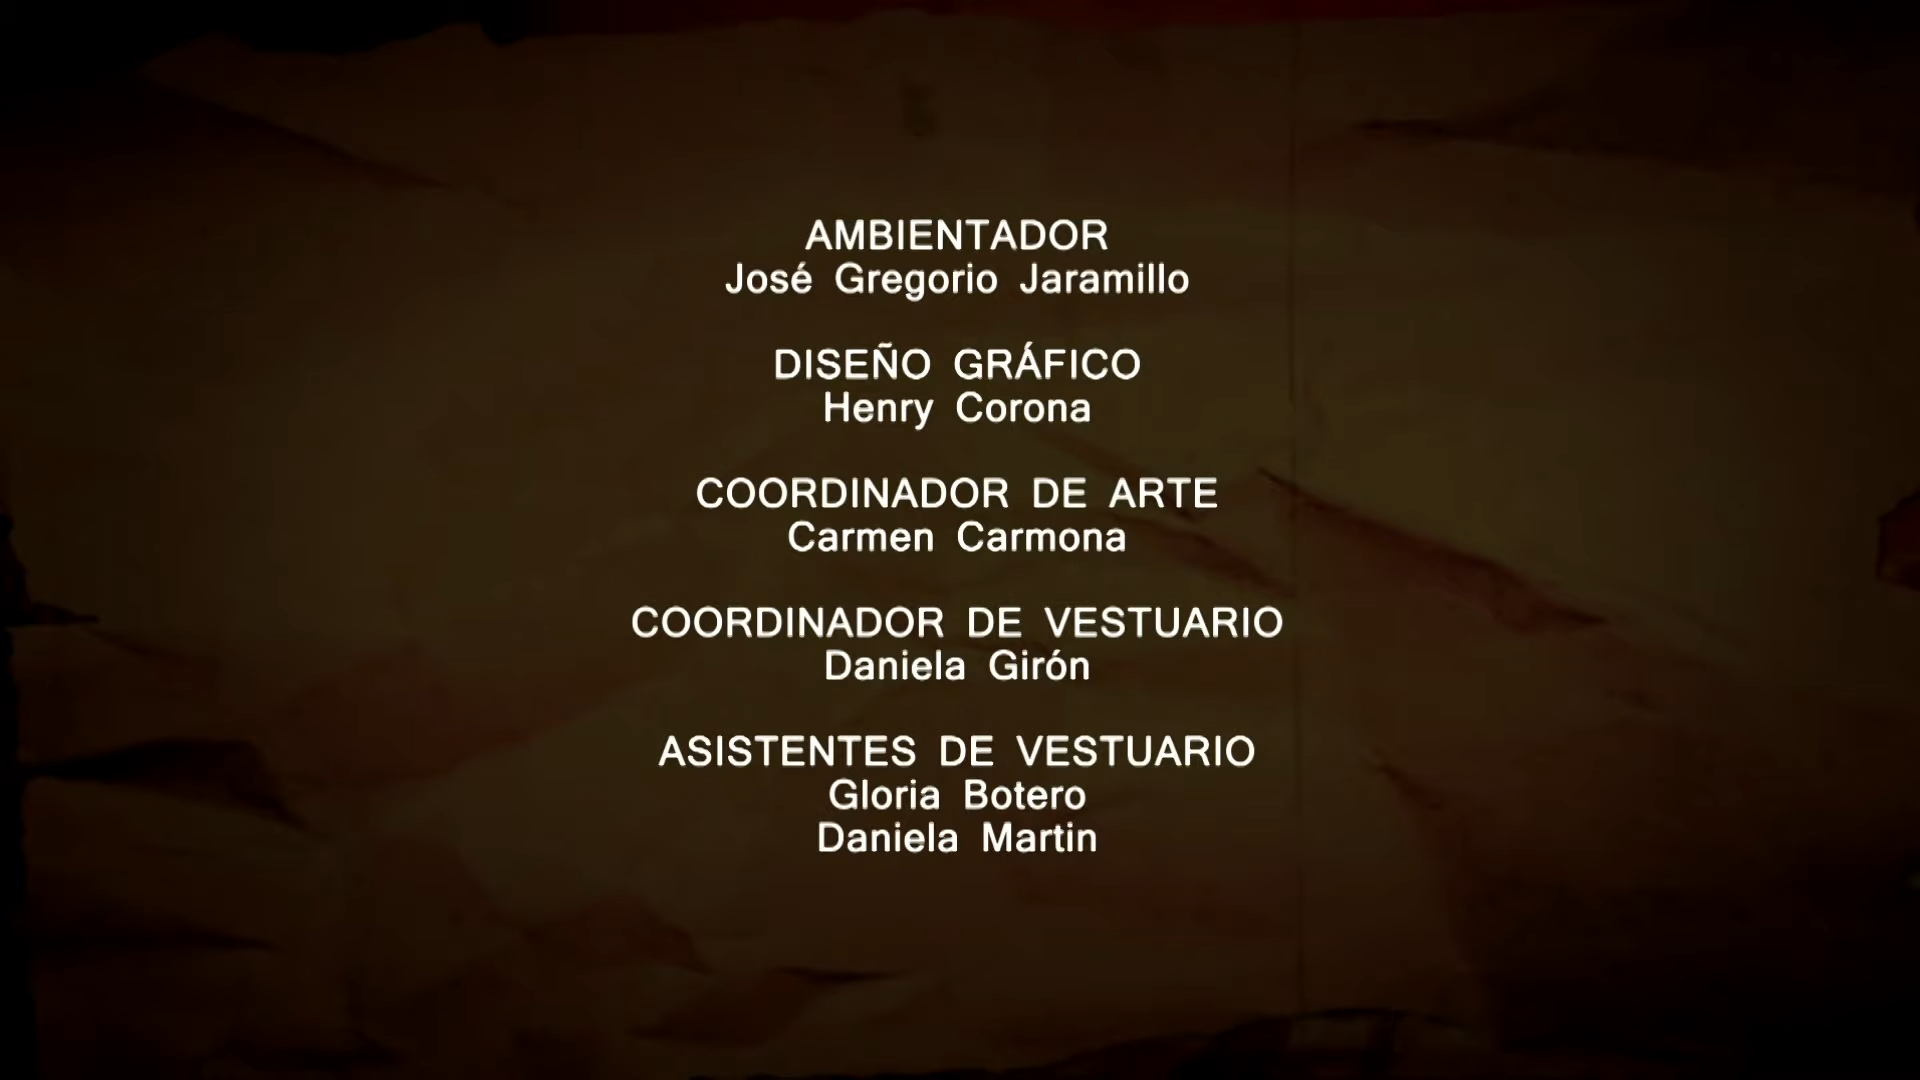 AMBIENTADOR
José Gregorio Jaramillo
DISEÑO GRÁFICO
Henry Corona
COORDINADOR DE ARTE
Carmen Carmona
COORDINADOR DE VESTUARIO
Daniela Girón
ASISTENTES DE VESTUARIO
Gloria Botero
Daniela Martin